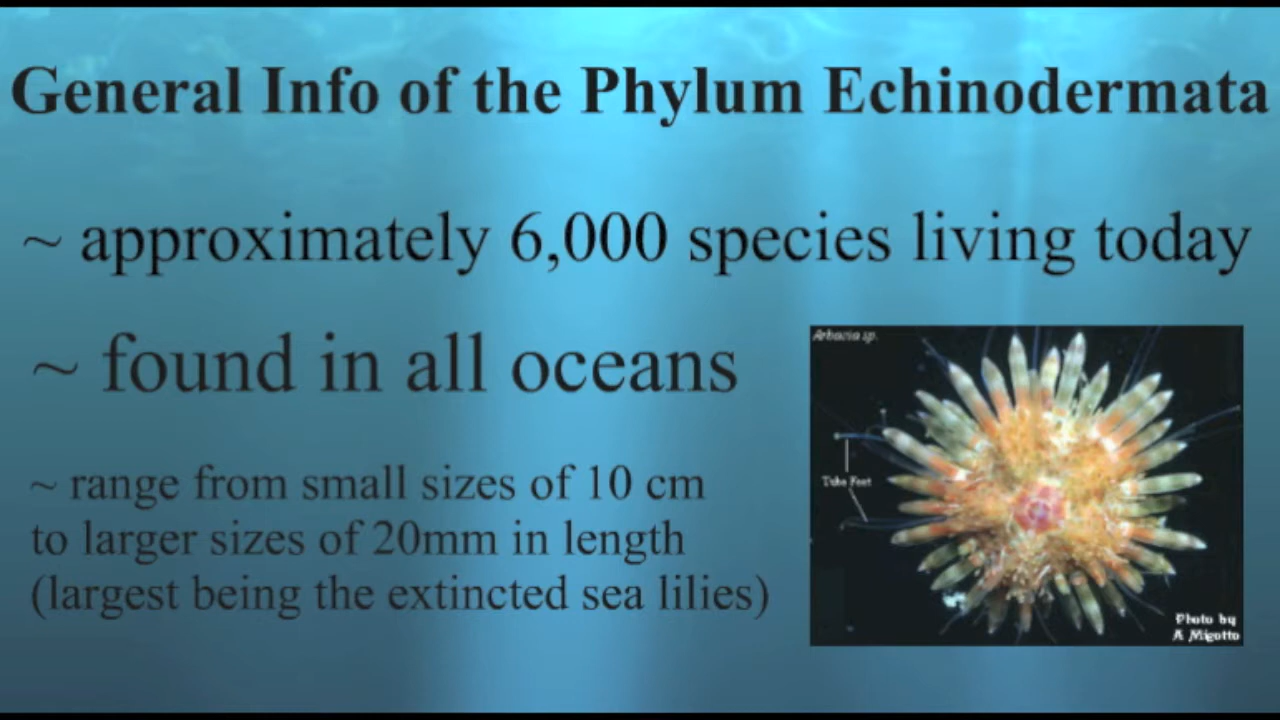 General Info of the Phylum Echinodermata
~ approximately 6,000 species living today
~ found in all oceans
Arbacia sp.
Tube Feet
~ range from small sizes of 10 cm
to larger sizes of 20mm in length
(largest being the extincted sea lilies)
Photo by
A Migotto